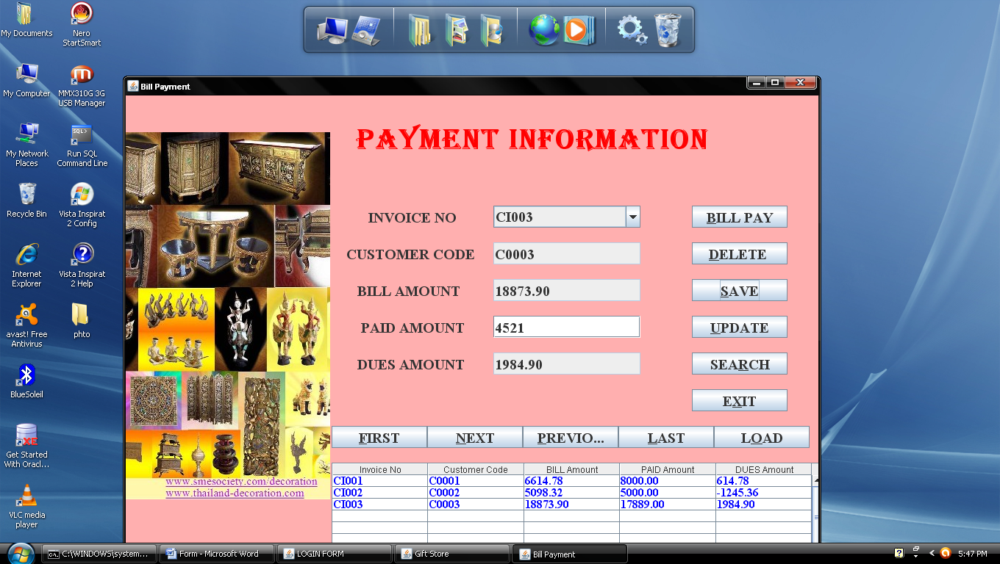 My Documents
Nero
StartSmart
My Computer
MMX310G 3G
USB Manager
SQL>
My Network
Places
Run SQL
Command Line
Recycle Bin
Vista Inspirat
2 Config
Internet
Explorer
Vista Inspirat
2 Help
avast! Free
Antivirus
phto
BlueSoleil
XE
Get Started
With Oracl...
VLC media
player
Bill Payment
PAYMENT INFORMATION
INVOICE NO CI003 BILL PAY
CUSTOMER CODE C0003 DELETE
BILL AMOUNT 18873.90 SAVE
PAID AMOUNT 4521 UPDATE
DUES AMOUNT 1984.90 SEARCH
EXIT
FIRST NEXT PREVIO... LAST LOAD
Invoice No Customer Code BILL Amount PAID Amount DUES Amount
CI001 C0001 6614.78 8000.00 614.78
CI002 C0002 5098.32 5000.00 -1245.36
CI003 C0003 18873.90 17889.00 1984.90
www.smesociety.com/decoration
www.thailand-decoration.com
C:\WINDOWS\system... Form - Microsoft Word LOGIN FORM Gift Store Bill Payment 5:47 PM